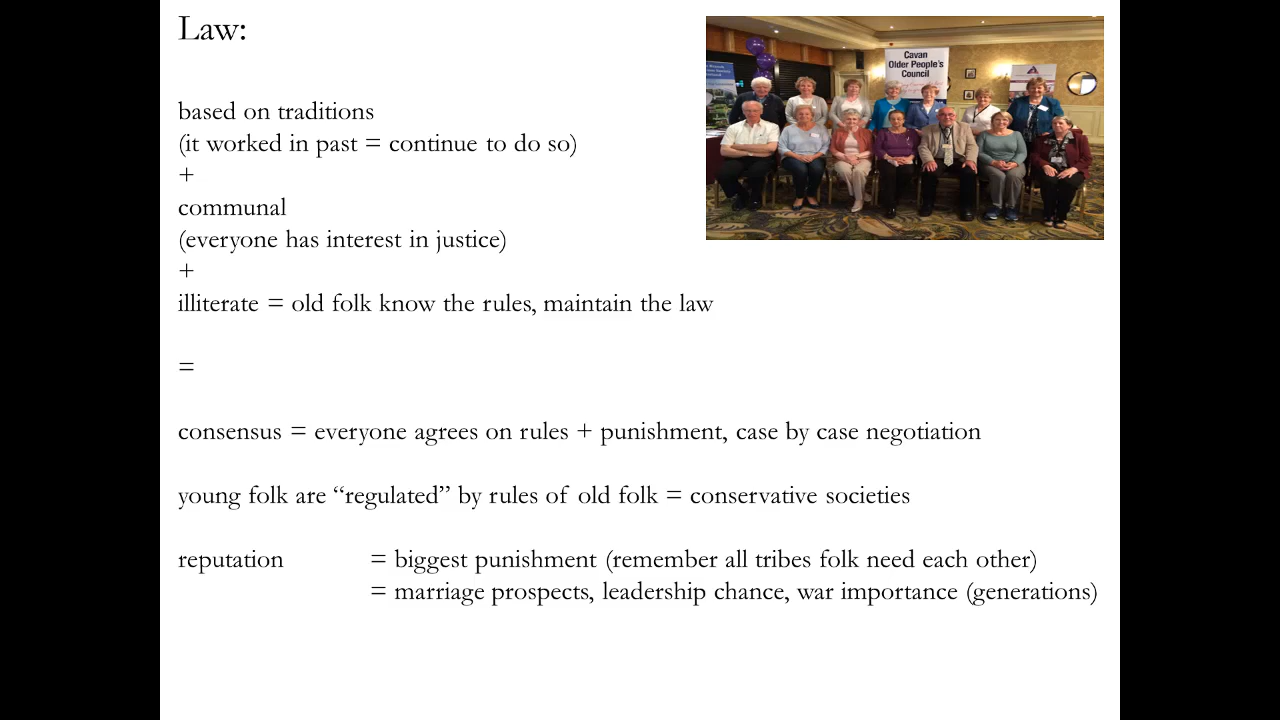 Law:
based on traditions
(it worked in past = continue to do so)
+
communal
(everyone has interest in justice)
+
illiterate = old folk know the rules, maintain the law
=
consensus = everyone agrees on rules + punishment, case by case negotiation
young folk are “regulated” by rules of old folk = conservative societies
reputation = biggest punishment (remember all tribes folk need each other)
= marriage prospects, leadership chance, war importance (generations)
Cavan
Older People's
Council